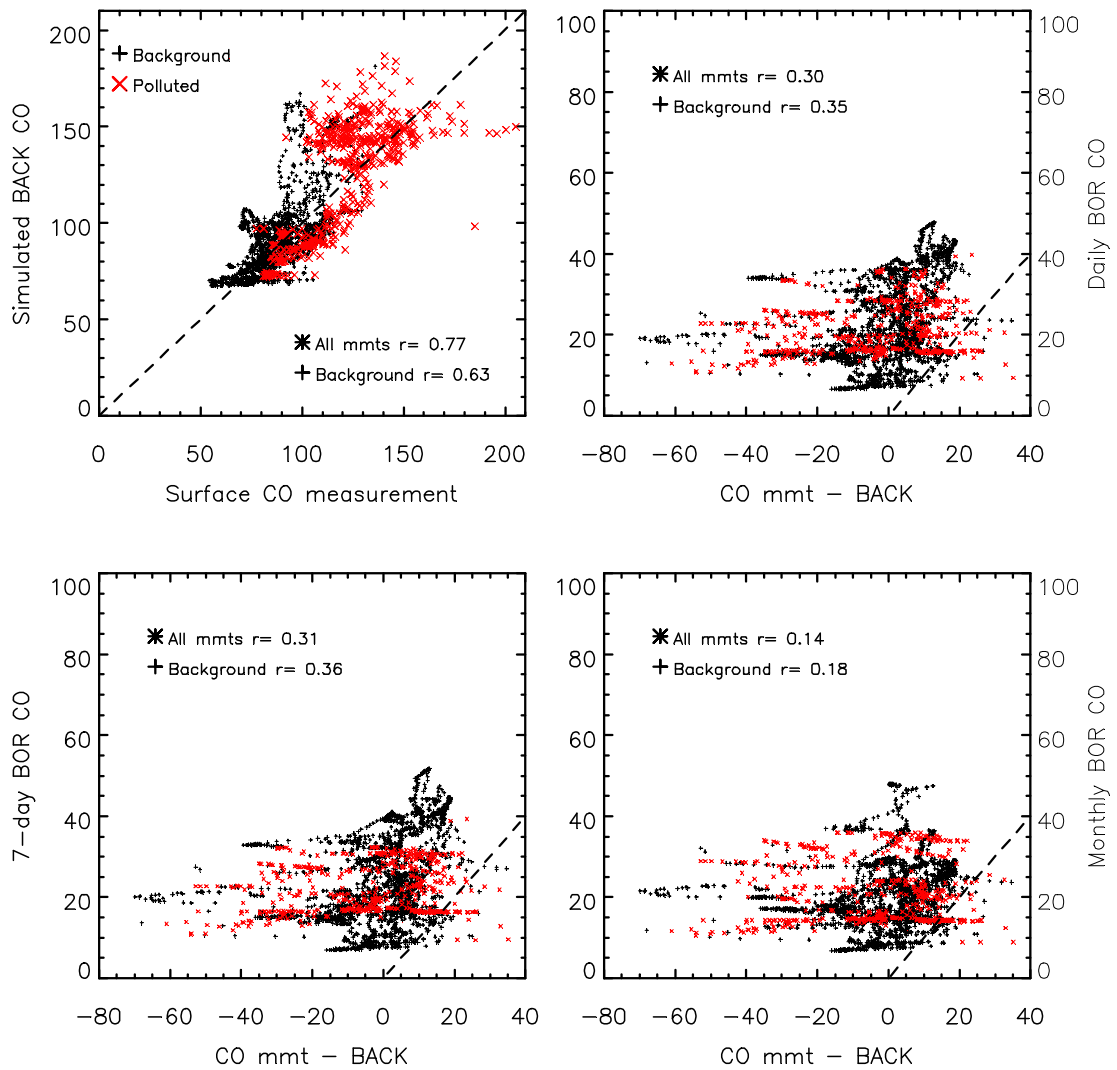 200
150
100
50
0
Simulated BACK CO
Background
Polluted
All mmts r= 0.77
Background r= 0.63
0 50 100 150 200
Surface CO measurement
100
80
60
40
20
0
All mmts r= 0.30
Background r= 0.35
100
80
60
40
20
0
Daily BOR CO
−80 −60 −40 −20 0 20 40
CO mmt − BACK
100
80
60
40
20
0
7−day BOR CO
All mmts r= 0.31
Background r= 0.36
−80 −60 −40 −20 0 20 40
CO mmt − BACK
100
80
60
40
20
0
All mmts r= 0.14
Background r= 0.18
100
80
60
40
20
0
Monthly BOR CO
−80 −60 −40 −20 0 20 40
CO mmt − BACK